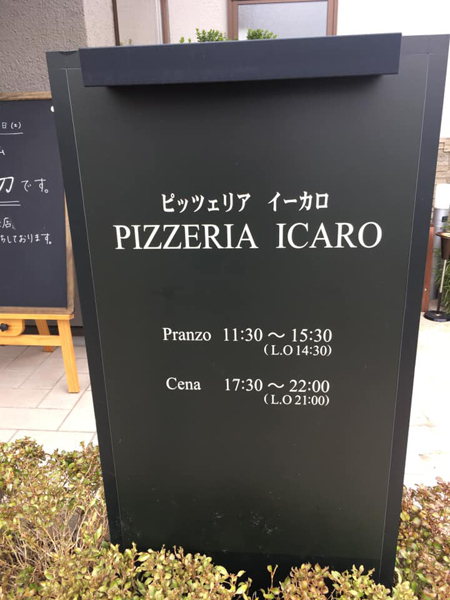 ピッツェリア イーカロ
PIZZERIA ICARO
Pranzo 11:30 〜 15:30
(L.O 14:30)
Cena 17:30 〜 22:00
(L.O 21:00)
です。
しております。